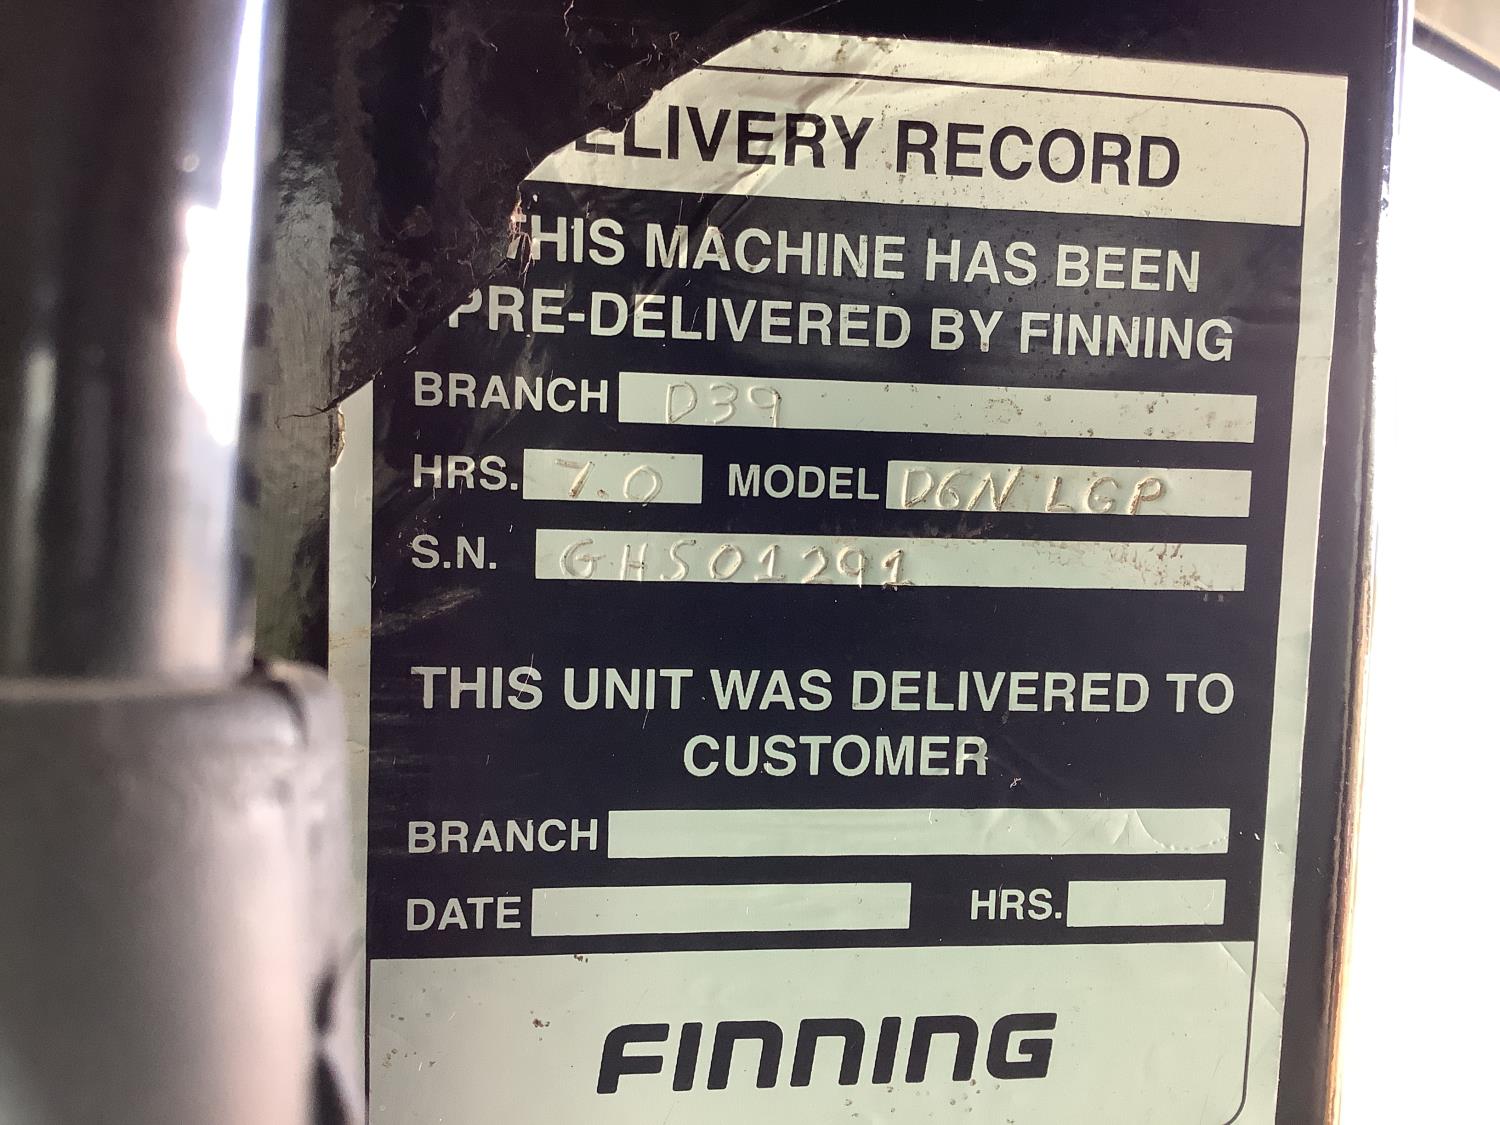 ELIVERY RECORD
THIS MACHINE HAS BEEN
PRE-DELIVERED BY FINNING
BRANCH D39
HRS. 7.0 MODEL D6N LGP
S.N. GHS01291
THIS UNIT WAS DELIVERED TO
CUSTOMER
BRANCH
DATE HRS.
FINNING